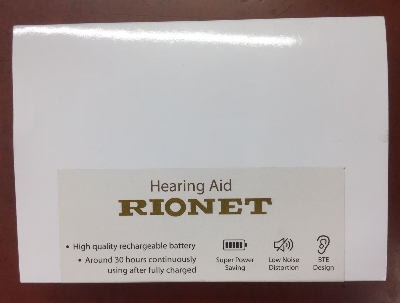 Hearing Aid
RIONET
• High quality rechargeable battery
• Around 30 hours continuously
using after fully charged
Super Power
Saving
Low Noise
Distortion
BTE
Design